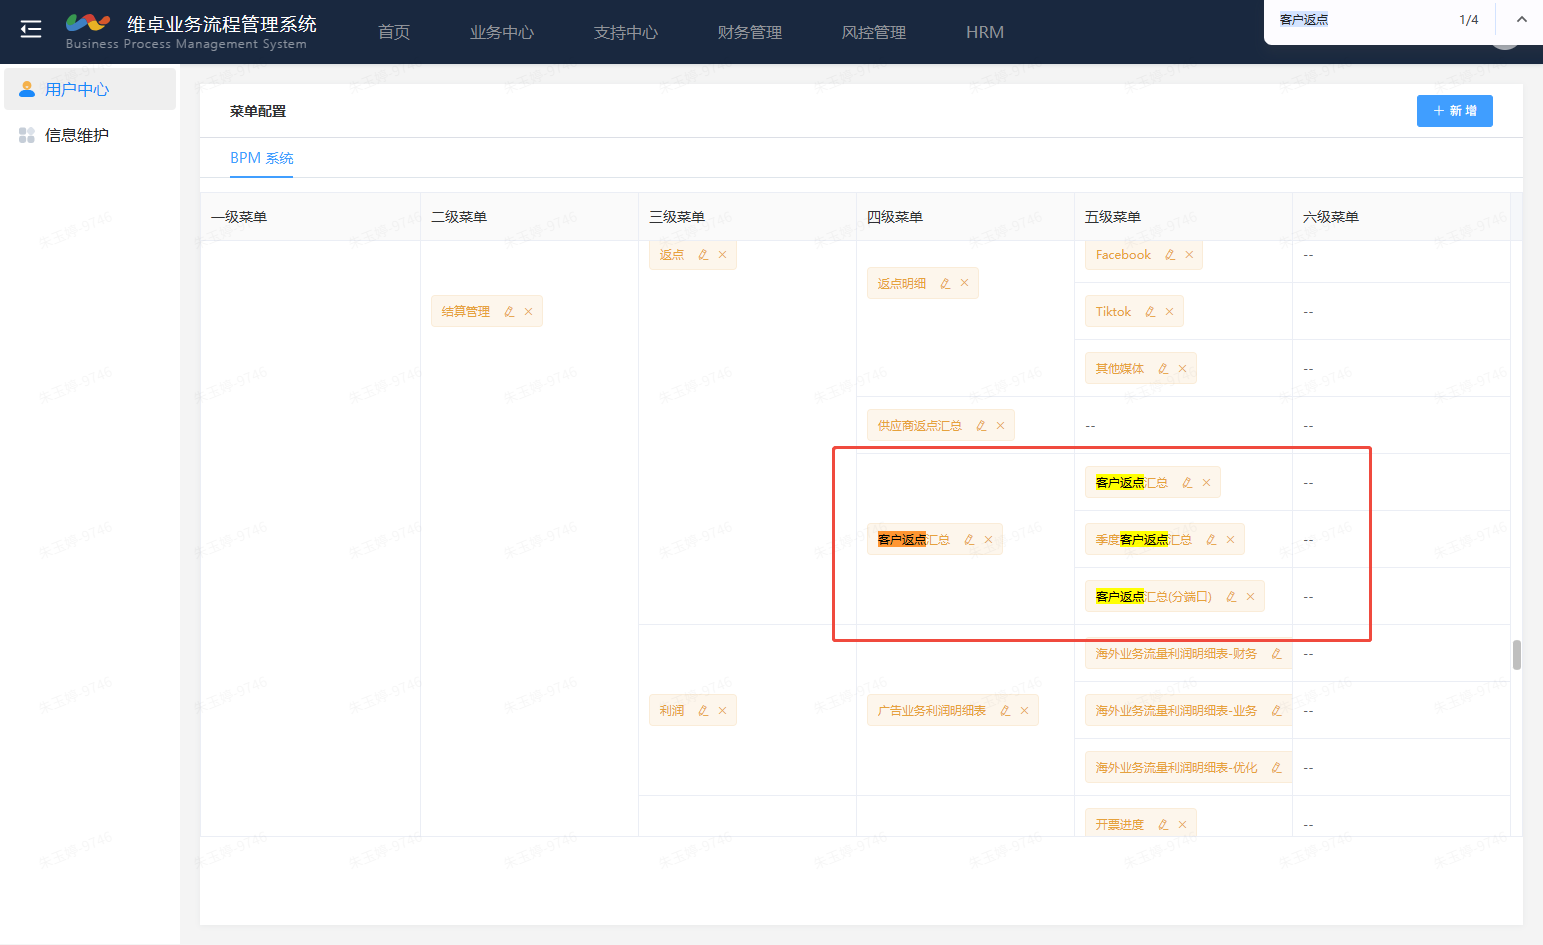 维卓业务流程管理系统
Business Process Management System
首页
业务中心
支持中心
财务管理
风控管理
HRM
客户返点
1/4
用户中心
信息维护
菜单配置
新增
BPM 系统
一级菜单
二级菜单
三级菜单
四级菜单
五级菜单
六级菜单
返点
Facebook
--
返点明细
结算管理
Tiktok
--
其他媒体
--
供应商返点汇总
--
--
客户返点汇总
--
客户返点汇总
季度客户返点汇总
--
客户返点汇总(分端口)
--
海外业务流量利润明细表-财务
--
利润
广告业务利润明细表
海外业务流量利润明细表-业务
--
海外业务流量利润明细表-优化
--
开票进度
--
朱玉婷-9746